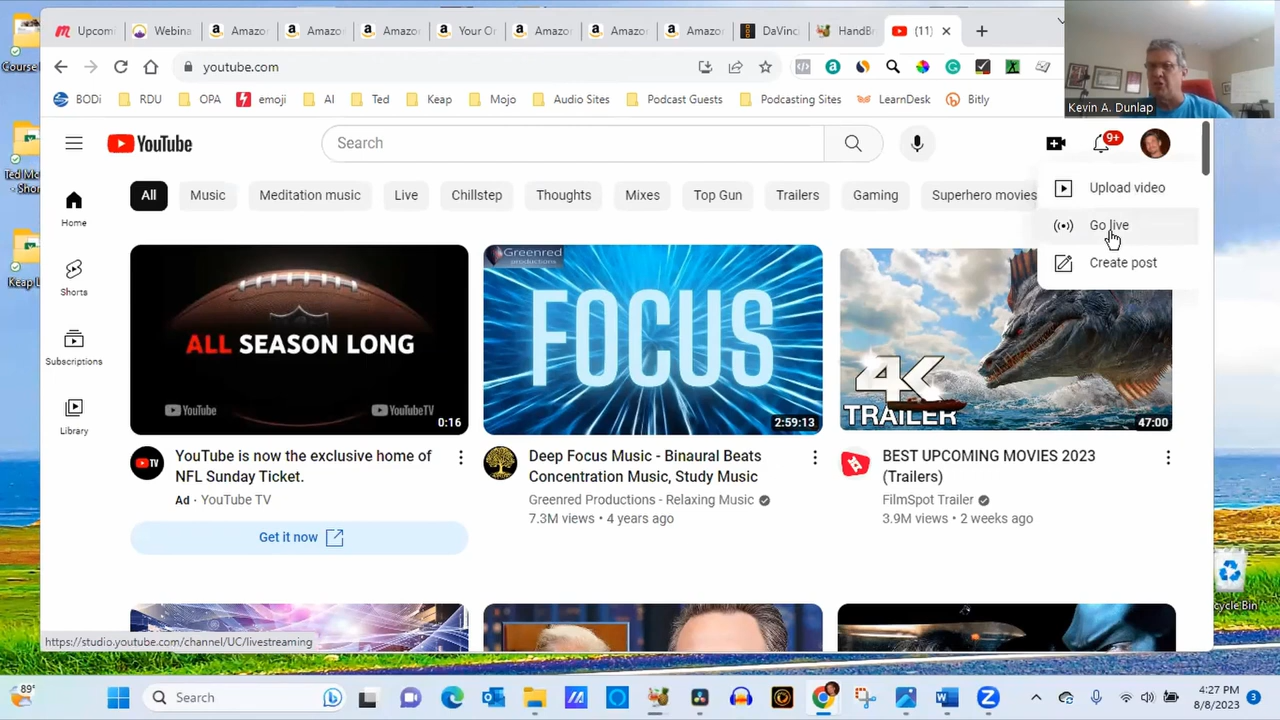 Upcomi
Webin
Amazo
Amazo
Amazo
Your O
Amazo
Amazo
Amazo
DaVinc
HandBr
(11)
youtube.com
BODi
RDU
OPA
emoji
AI
Ted
Keap
Mojo
Audio Sites
Podcast Guests
Podcasting Sites
LearnDesk
Bitly
Kevin A. Dunlap
Course
YouTube
Search
9+
All
Music
Meditation music
Live
Chillstep
Thoughts
Mixes
Top Gun
Trailers
Gaming
Superhero movies
Upload video
Go live
Create post
Home
Shorts
Subscriptions
Library
ALL SEASON LONG
YouTube
YouTubeTV
0:16
Greenred
productions
FOCUS
2:59:13
4K
TRAILER
47:00
YouTube is now the exclusive home of
NFL Sunday Ticket.
Ad · YouTube TV
Get it now
Deep Focus Music - Binaural Beats
Concentration Music, Study Music
Greenred Productions - Relaxing Music
7.3M views • 4 years ago
BEST UPCOMING MOVIES 2023
(Trailers)
FilmSpot Trailer
3.9M views • 2 weeks ago
https://studio.youtube.com/channel/UC/livestreaming
cycle Bin
89°
Search
4:27 PM
8/8/2023
3